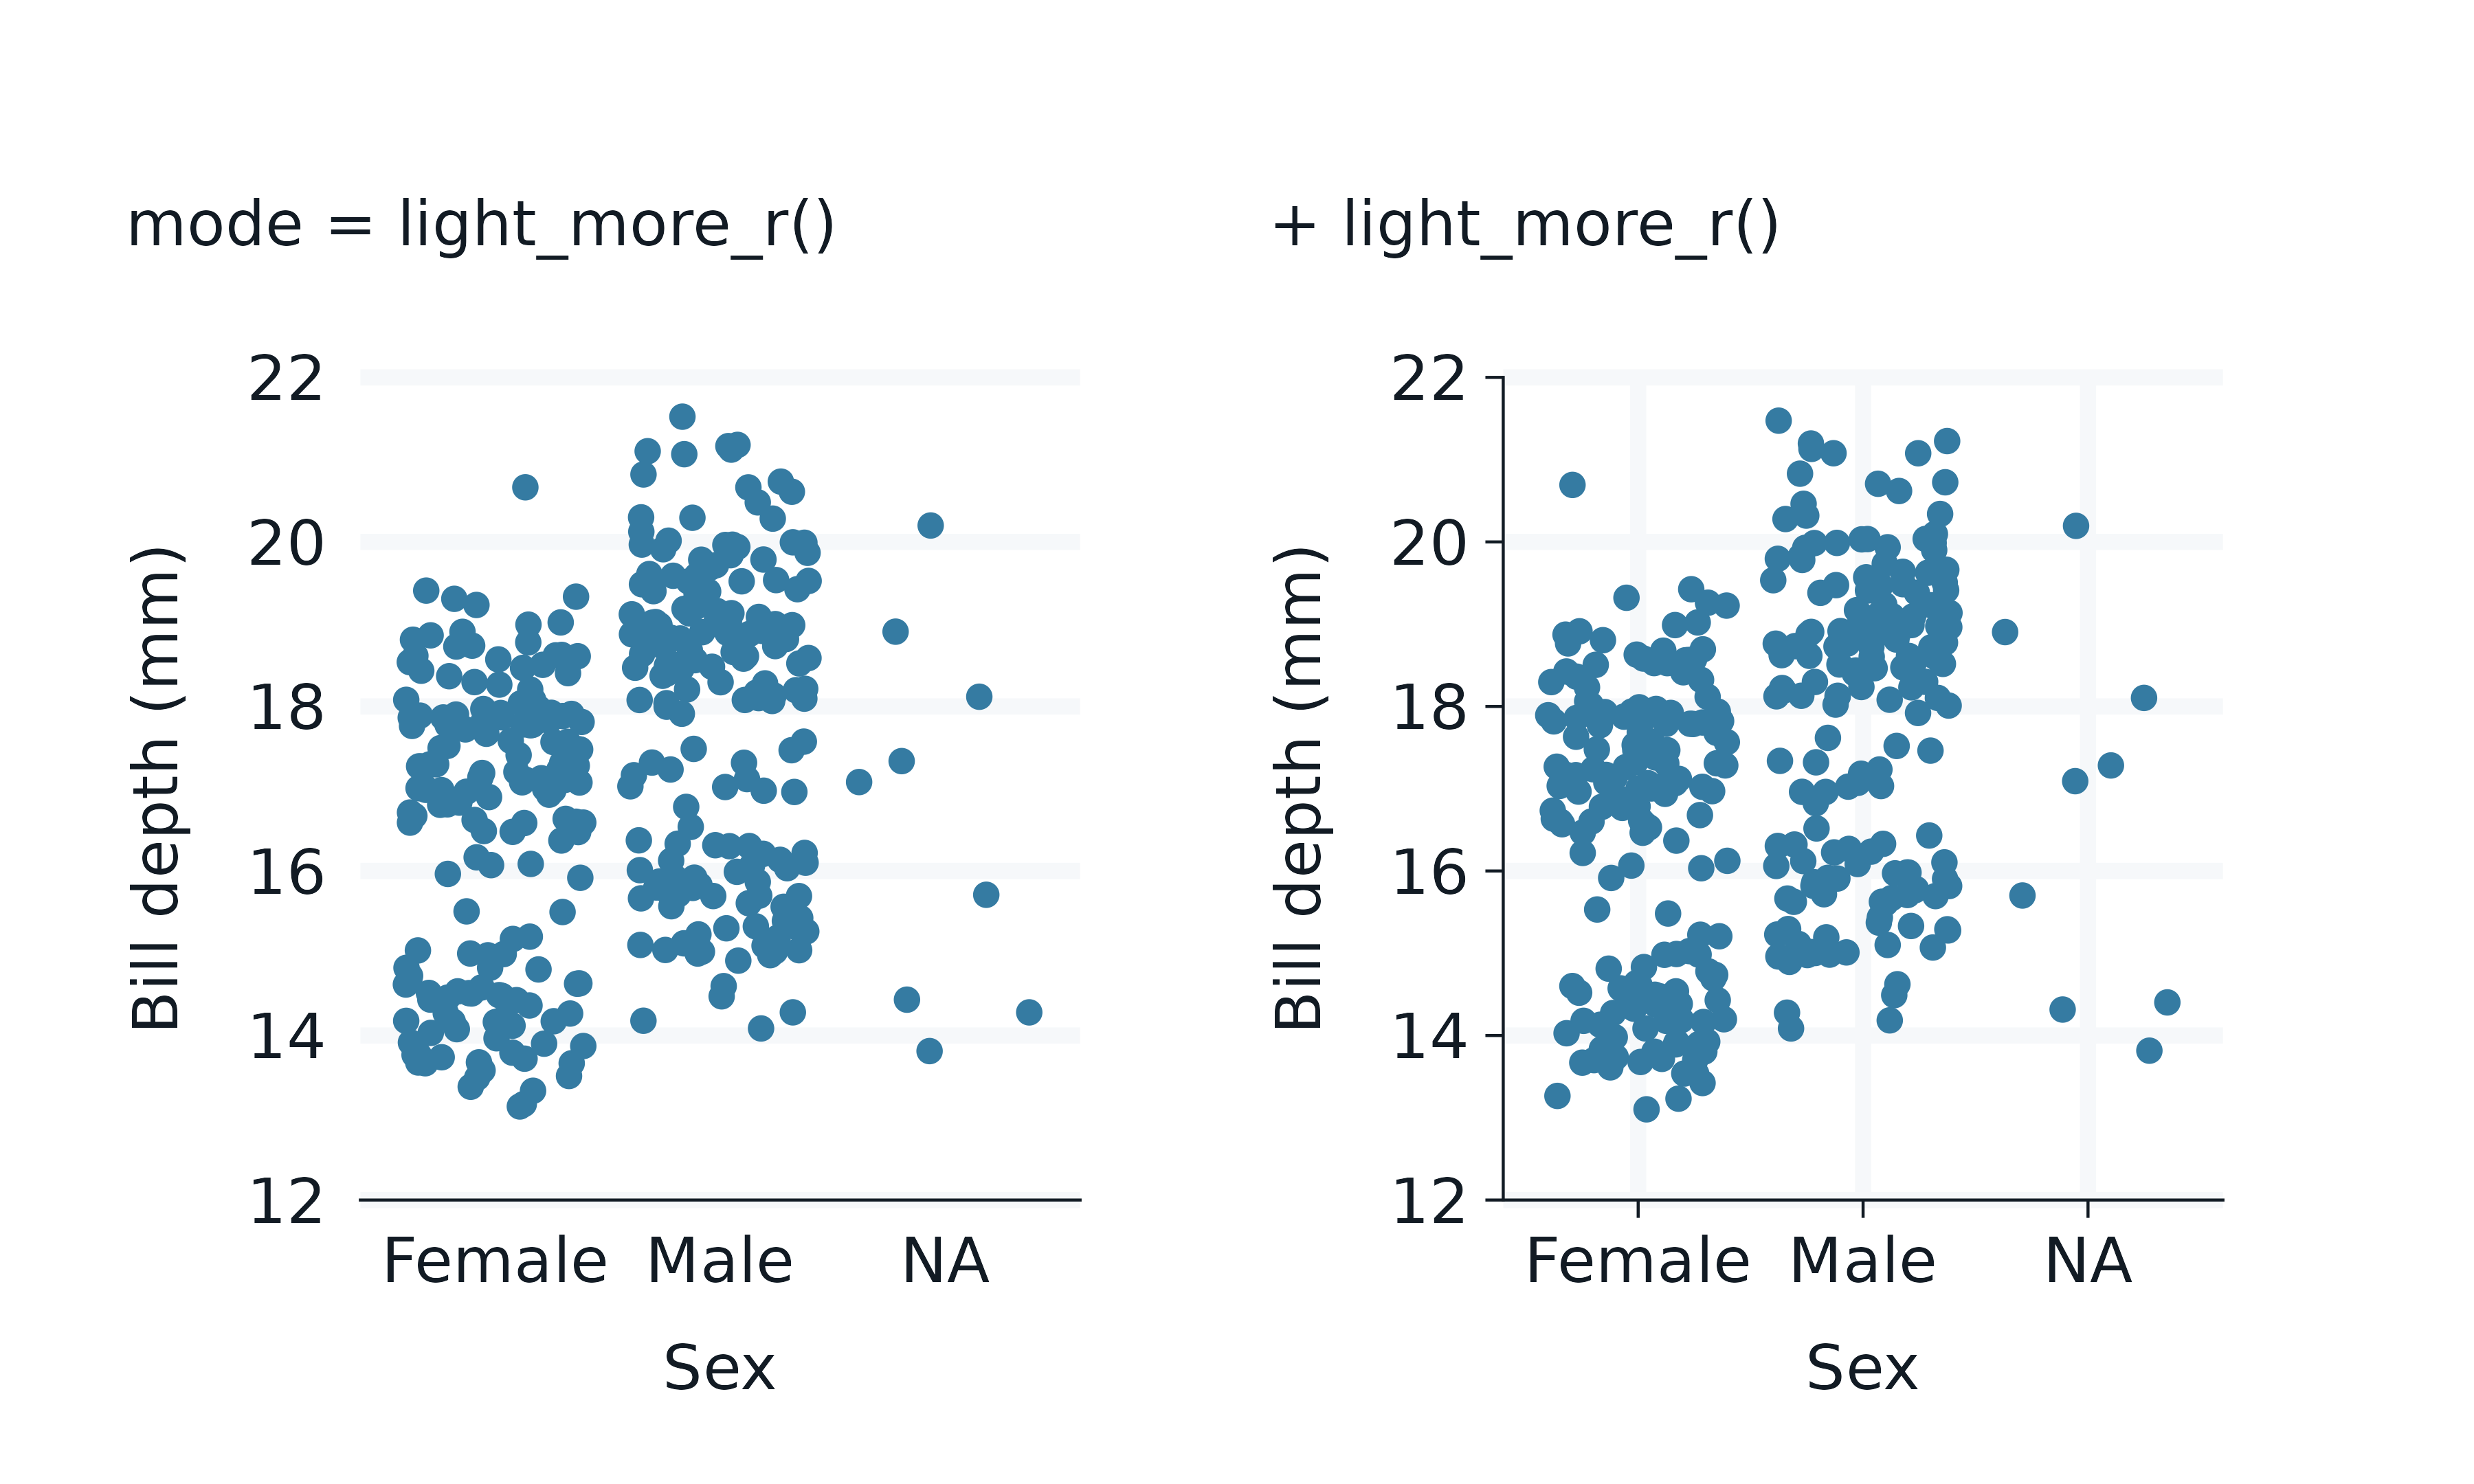 mode = light_more_r()
22
20
18
16
14
12
Bill depth (mm)
Female Male NA
Sex
+ light_more_r()
22
20
18
16
14
12
Bill depth (mm)
Female Male NA
Sex